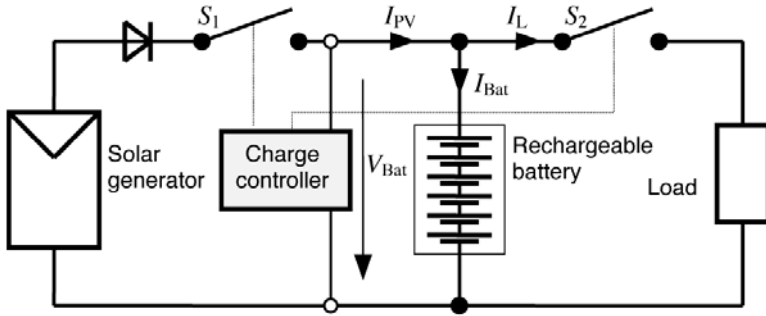 S1
IPV
IL
S2
IBat
Solar
generator
Charge
controller
VBat
Rechargeable
battery
Load